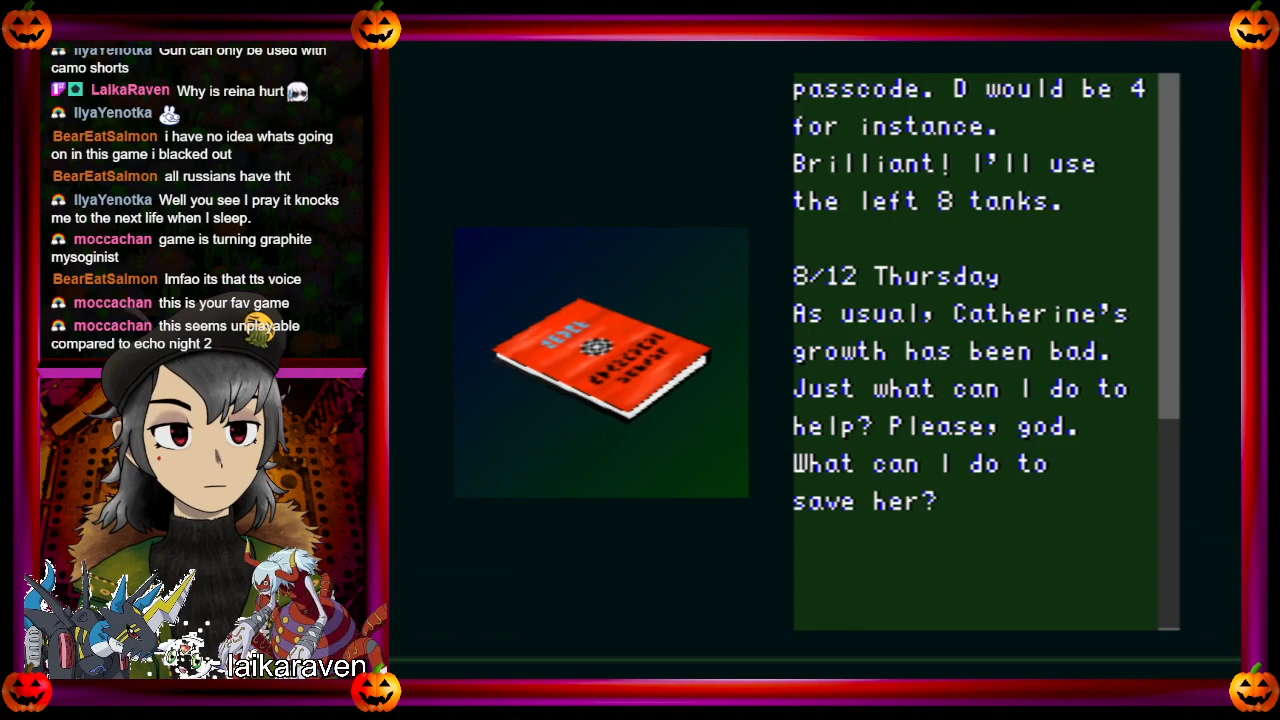 IlyaYenotka Gun can only be used with
camo shorts
LaikaRaven Why is reina hurt
IlyaYenotka
BearEatSalmon i have no idea whats going
on in this game i blacked out
BearEatSalmon all russians have tht
IlyaYenotka Well you see I pray it knocks
me to the next life when I sleep.
moccachan game is turning graphite
mysoginist
BearEatSalmon lmfao its that tts voice
moccachan this is your fav game
moccachan this seems unplayable
compared to echo night 2
laikaraven
passcode. D would be 4
for instance.
Brilliant! I'll use
the left 8 tanks.
8/12 Thursday
As usual, Catherine's
growth has been bad.
Just what can I do to
help? Please, god.
What can I do to
save her?